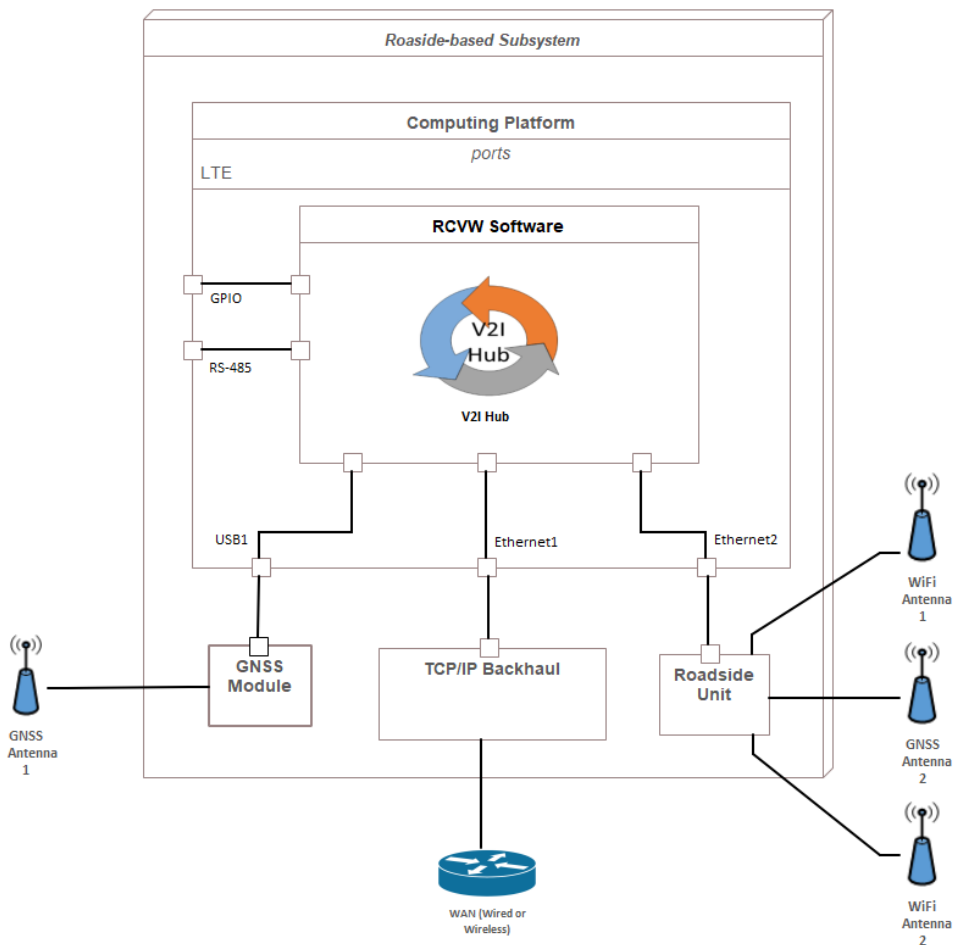 Roaside-based Subsystem
Computing Platform
ports
LTE
RCVW Software
GPIO
V2I
Hub
RS-485
V2I Hub
USB1
Ethernet1
Ethernet2
WiFi
Antenna
1
GNSS
Module
TCP/IP Backhaul
Roadside
Unit
GNSS
Antenna
1
GNSS
Antenna
2
WAN (Wired or
Wireless)
WiFi
Antenna
2